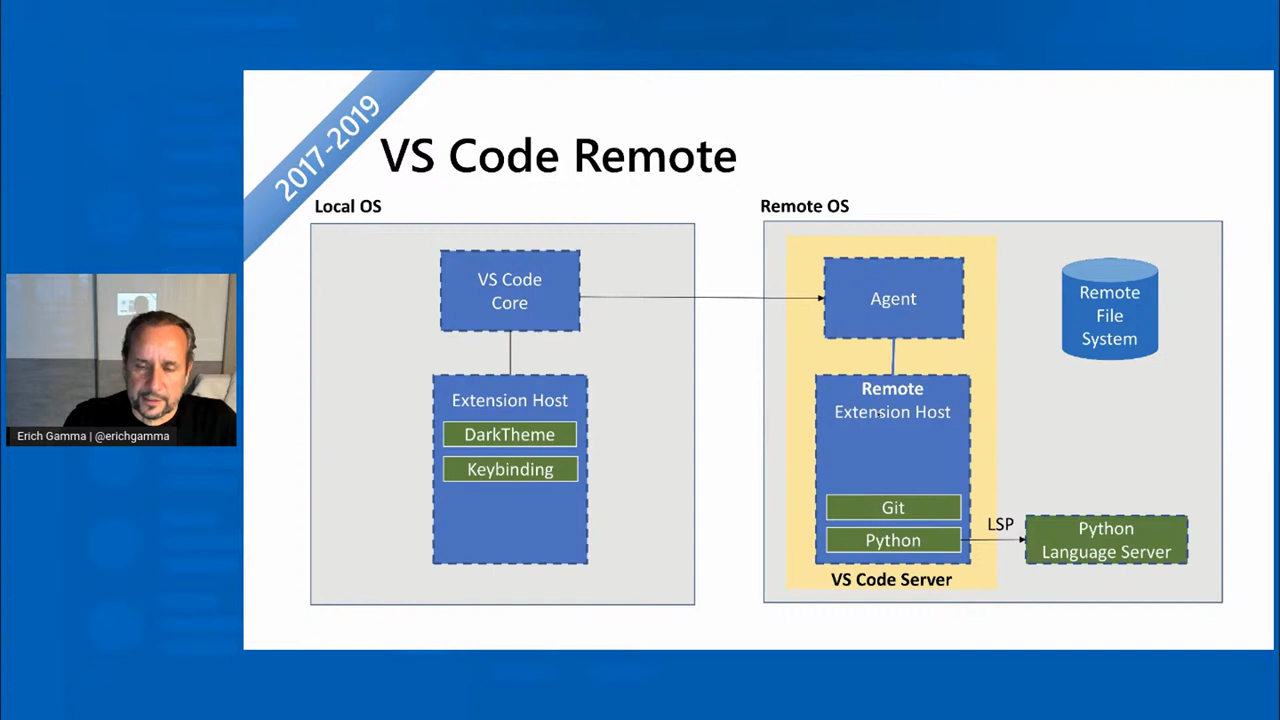 2017-2019
VS Code Remote
Local OS
VS Code
Core
Extension Host
DarkTheme
Keybinding
Remote OS
Agent
Remote
Extension Host
Git
Python
VS Code Server
LSP
Python
Language Server
Remote
File
System
Erich Gamma | @erichgamma